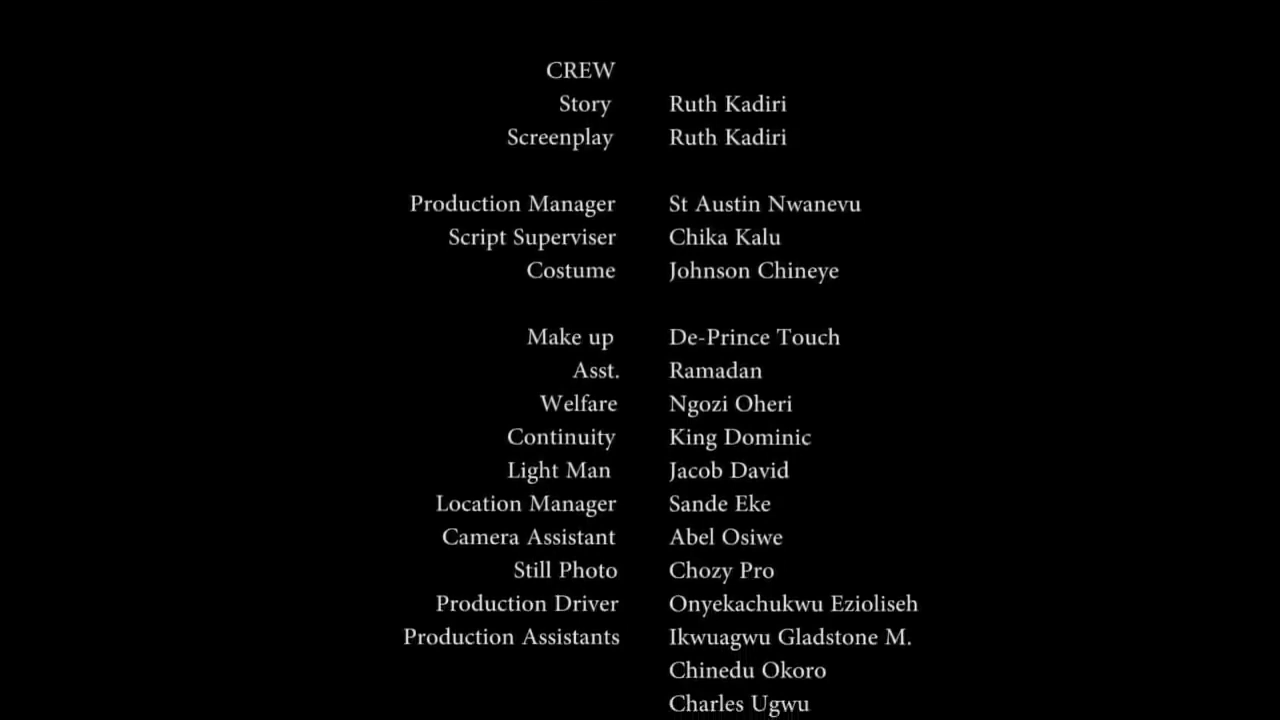 CREW
Story Ruth Kadiri
Screenplay Ruth Kadiri
Production Manager St Austin Nwanevu
Script Superviser Chika Kalu
Costume Johnson Chineye
Make up De-Prince Touch
Asst. Ramadan
Welfare Ngozi Oheri
Continuity King Dominic
Light Man Jacob David
Location Manager Sande Eke
Camera Assistant Abel Osiwe
Still Photo Chozy Pro
Production Driver Onyekachukwu Ezioliseh
Production Assistants Ikwuagwu Gladstone M.
Chinedu Okoro
Charles Ugwu